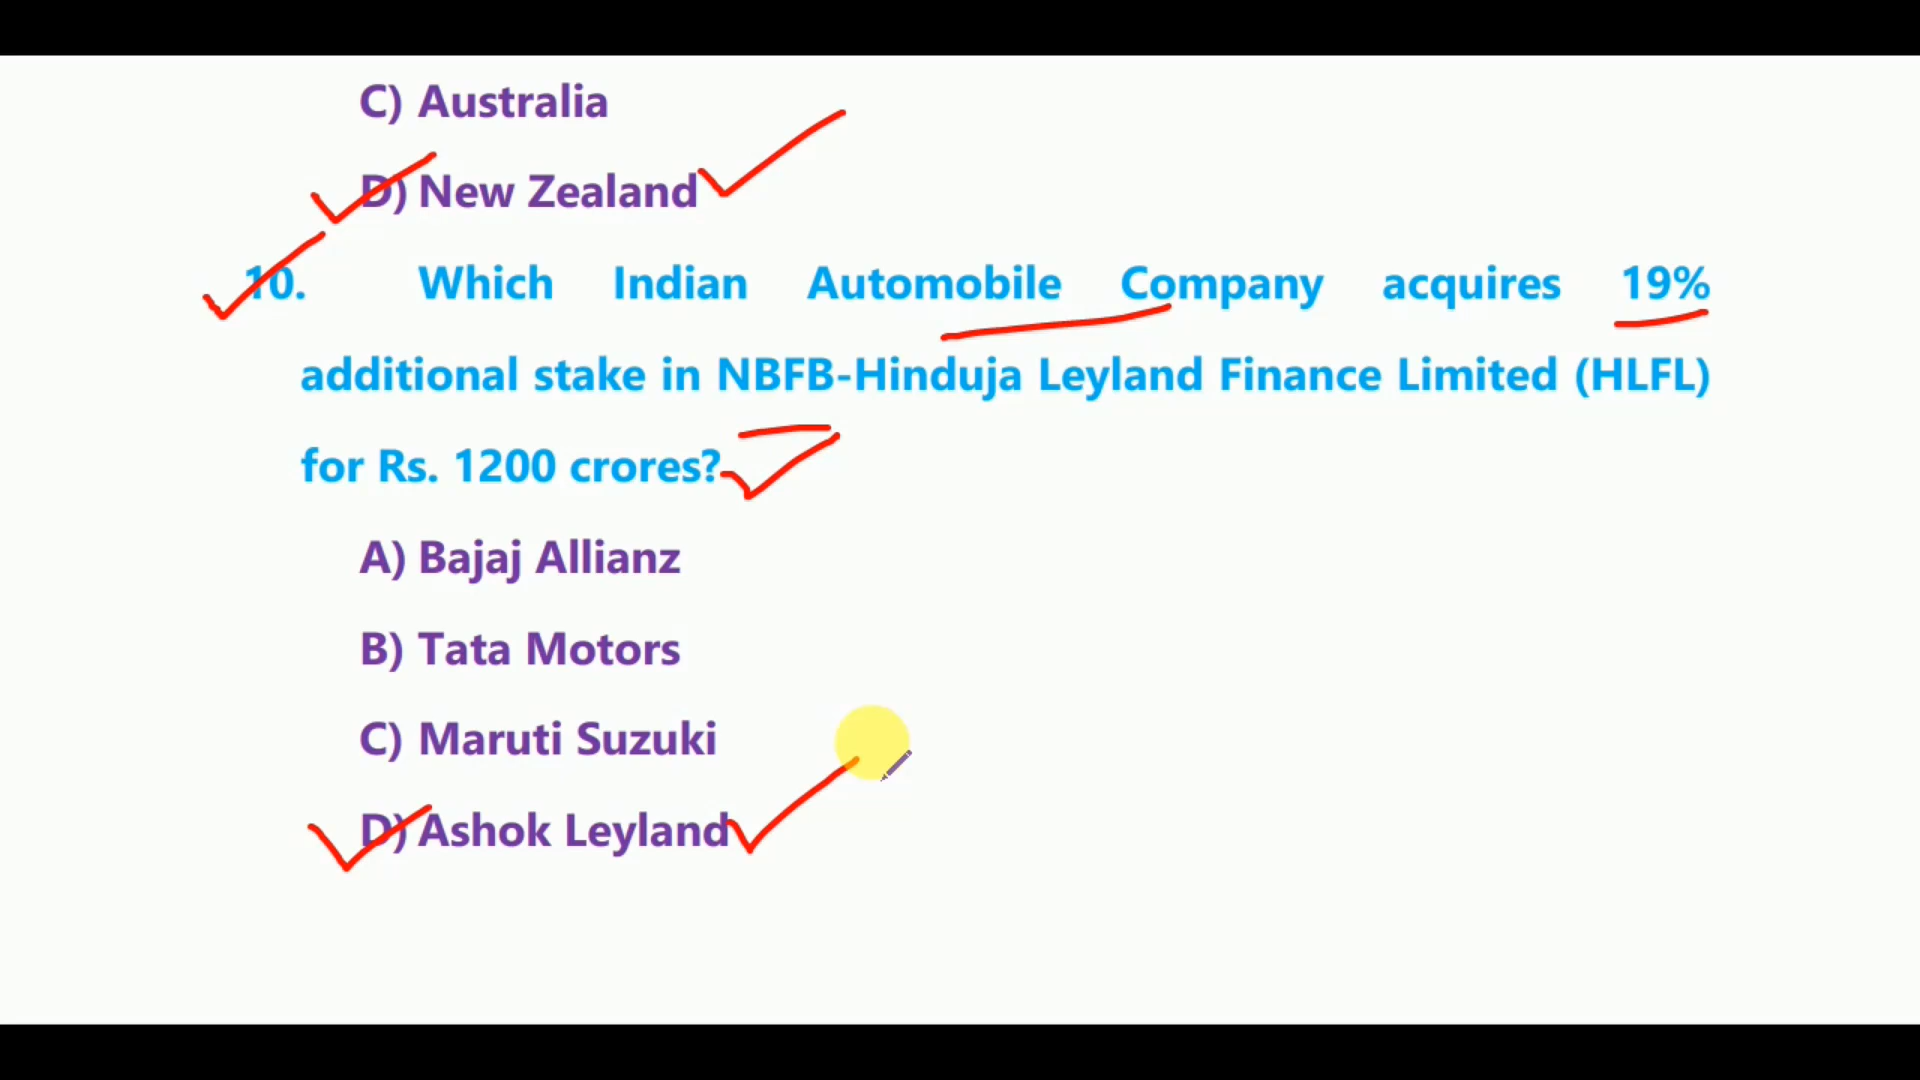 C) Australia
D) New Zealand
10. Which Indian Automobile Company acquires 19%
additional stake in NBFB-Hinduja Leyland Finance Limited (HLFL)
for Rs. 1200 crores?
A) Bajaj Allianz
B) Tata Motors
C) Maruti Suzuki
D) Ashok Leyland